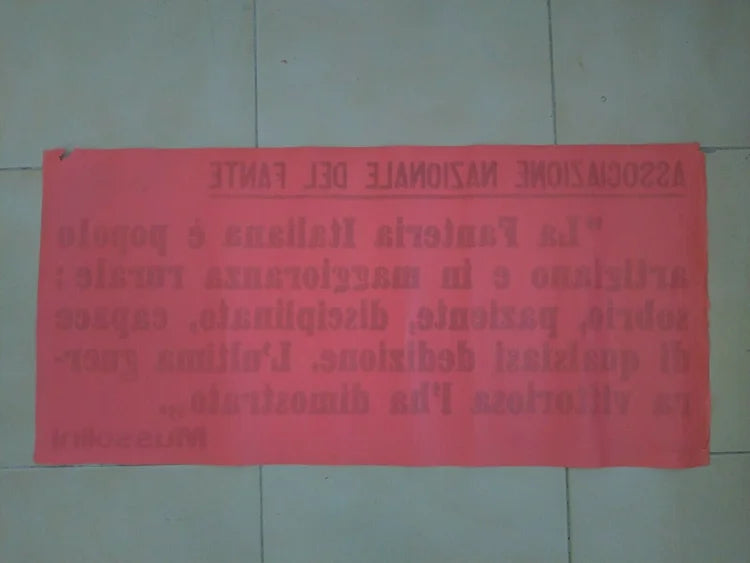 ASSOCIAZIONE NAZIONALE DEL FANTE
"La Fanteria Italiana è popolo
artigiano e in maggioranza rurale :
sobrio, paziente, disciplinato, capace
di qualsiasi dedizione. L'ultima guer-
ra vittoriosa l'ha dimostrato„.
Mussolini